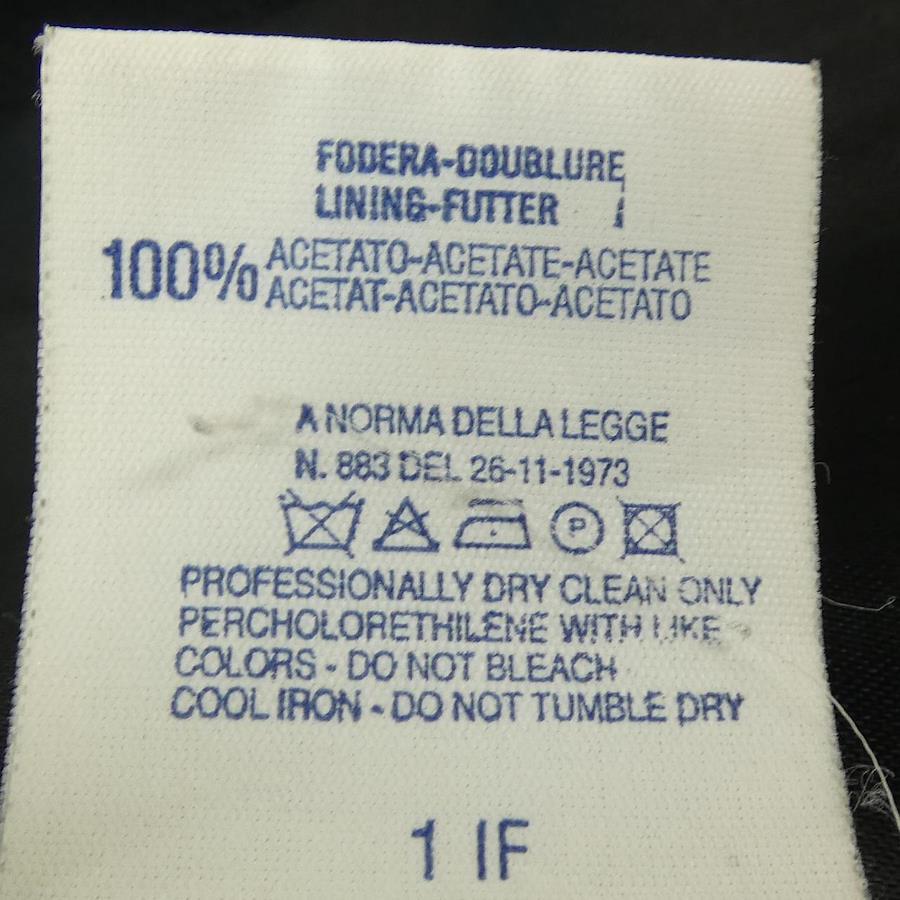 FODERA-DOUBLURE
LINING-FUTTER
100% ACETATO-ACETATE-ACETATE
ACETAT-ACETATO-ACETATO
A NORMA DELLA LEGGE
N. 883 DEL 26-11-1973
P
PROFESSIONALLY DRY CLEAN ONLY
PERCHOLORETHILENE WITH LIKE
COLORS - DO NOT BLEACH
COOL IRON - DO NOT TUMBLE DRY
1 IF